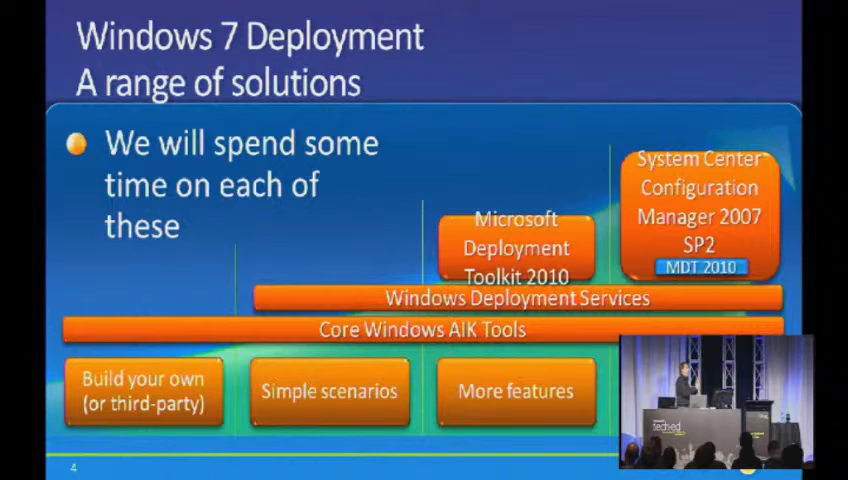 Windows 7 Deployment
A range of solutions
We will spend some
time on each of
these
System Center
Configuration
Manager 2007
SP2
MDT 2010
Microsoft
Deployment
Toolkit 2010
Windows Deployment Services
Core Windows AIK Tools
Build your own
(or third-party)
Simple scenarios
More features
tech·ed
4